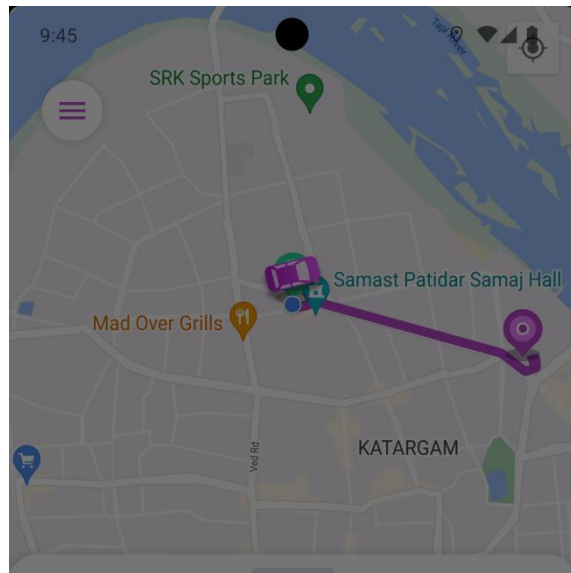 9:45
Tapi River
SRK Sports Park
Samast Patidar Samaj Hall
Mad Over Grills
Ved Rd
KATARGAM